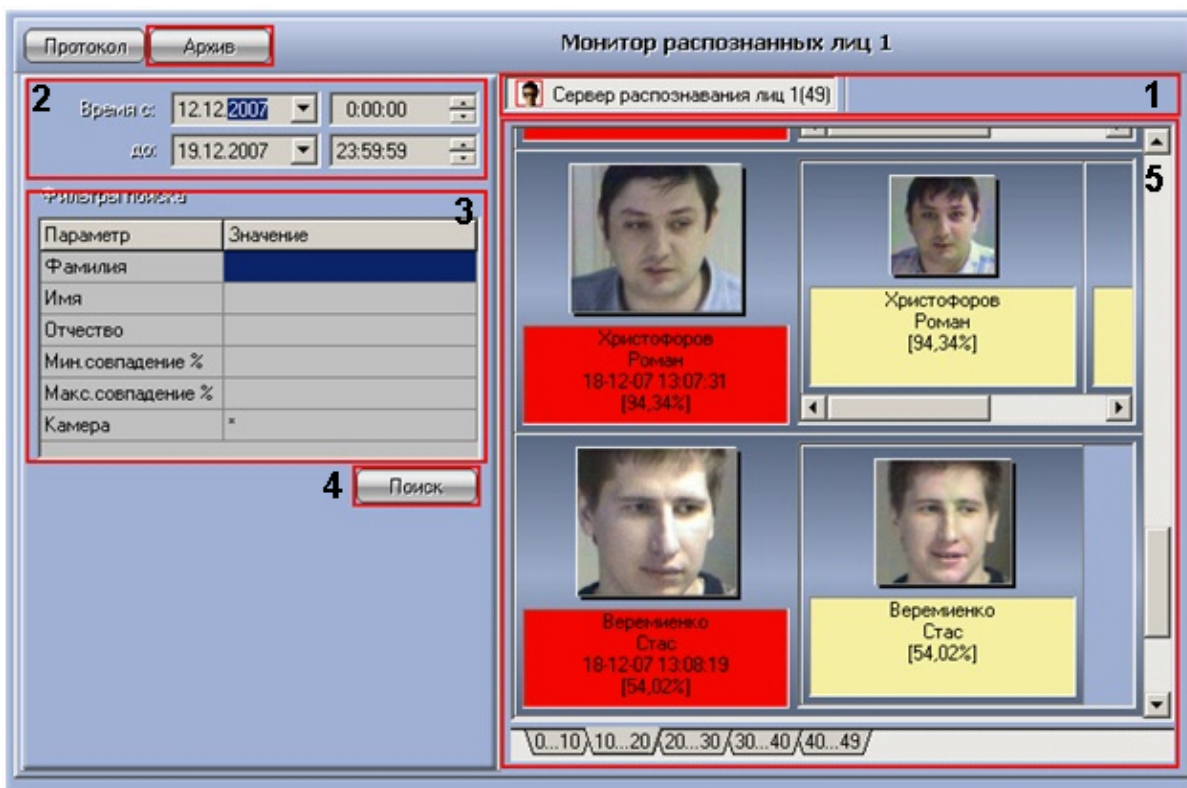 Протокол Архив
Монитор распознанных лиц 1
2
Время с: 12.12.2007 0:00:00
до: 19.12.2007 23:59:59
Фильтры поиска
3
Параметр Значение
Фамилия
Имя
Отчество
Мин.совпадение %
Макс.совпадение %
Камера *
4 Поиск
Сервер распознавания лиц 1(49)
1
5
Христофоров
Роман
18-12-07 13:07:31
[94,34%]
Христофоров
Роман
[94,34%]
Веремиенко
Стас
18-12-07 13:08:19
[54,02%]
Веремиенко
Стас
[54,02%]
0...10 10...20 20...30 30...40 40...49